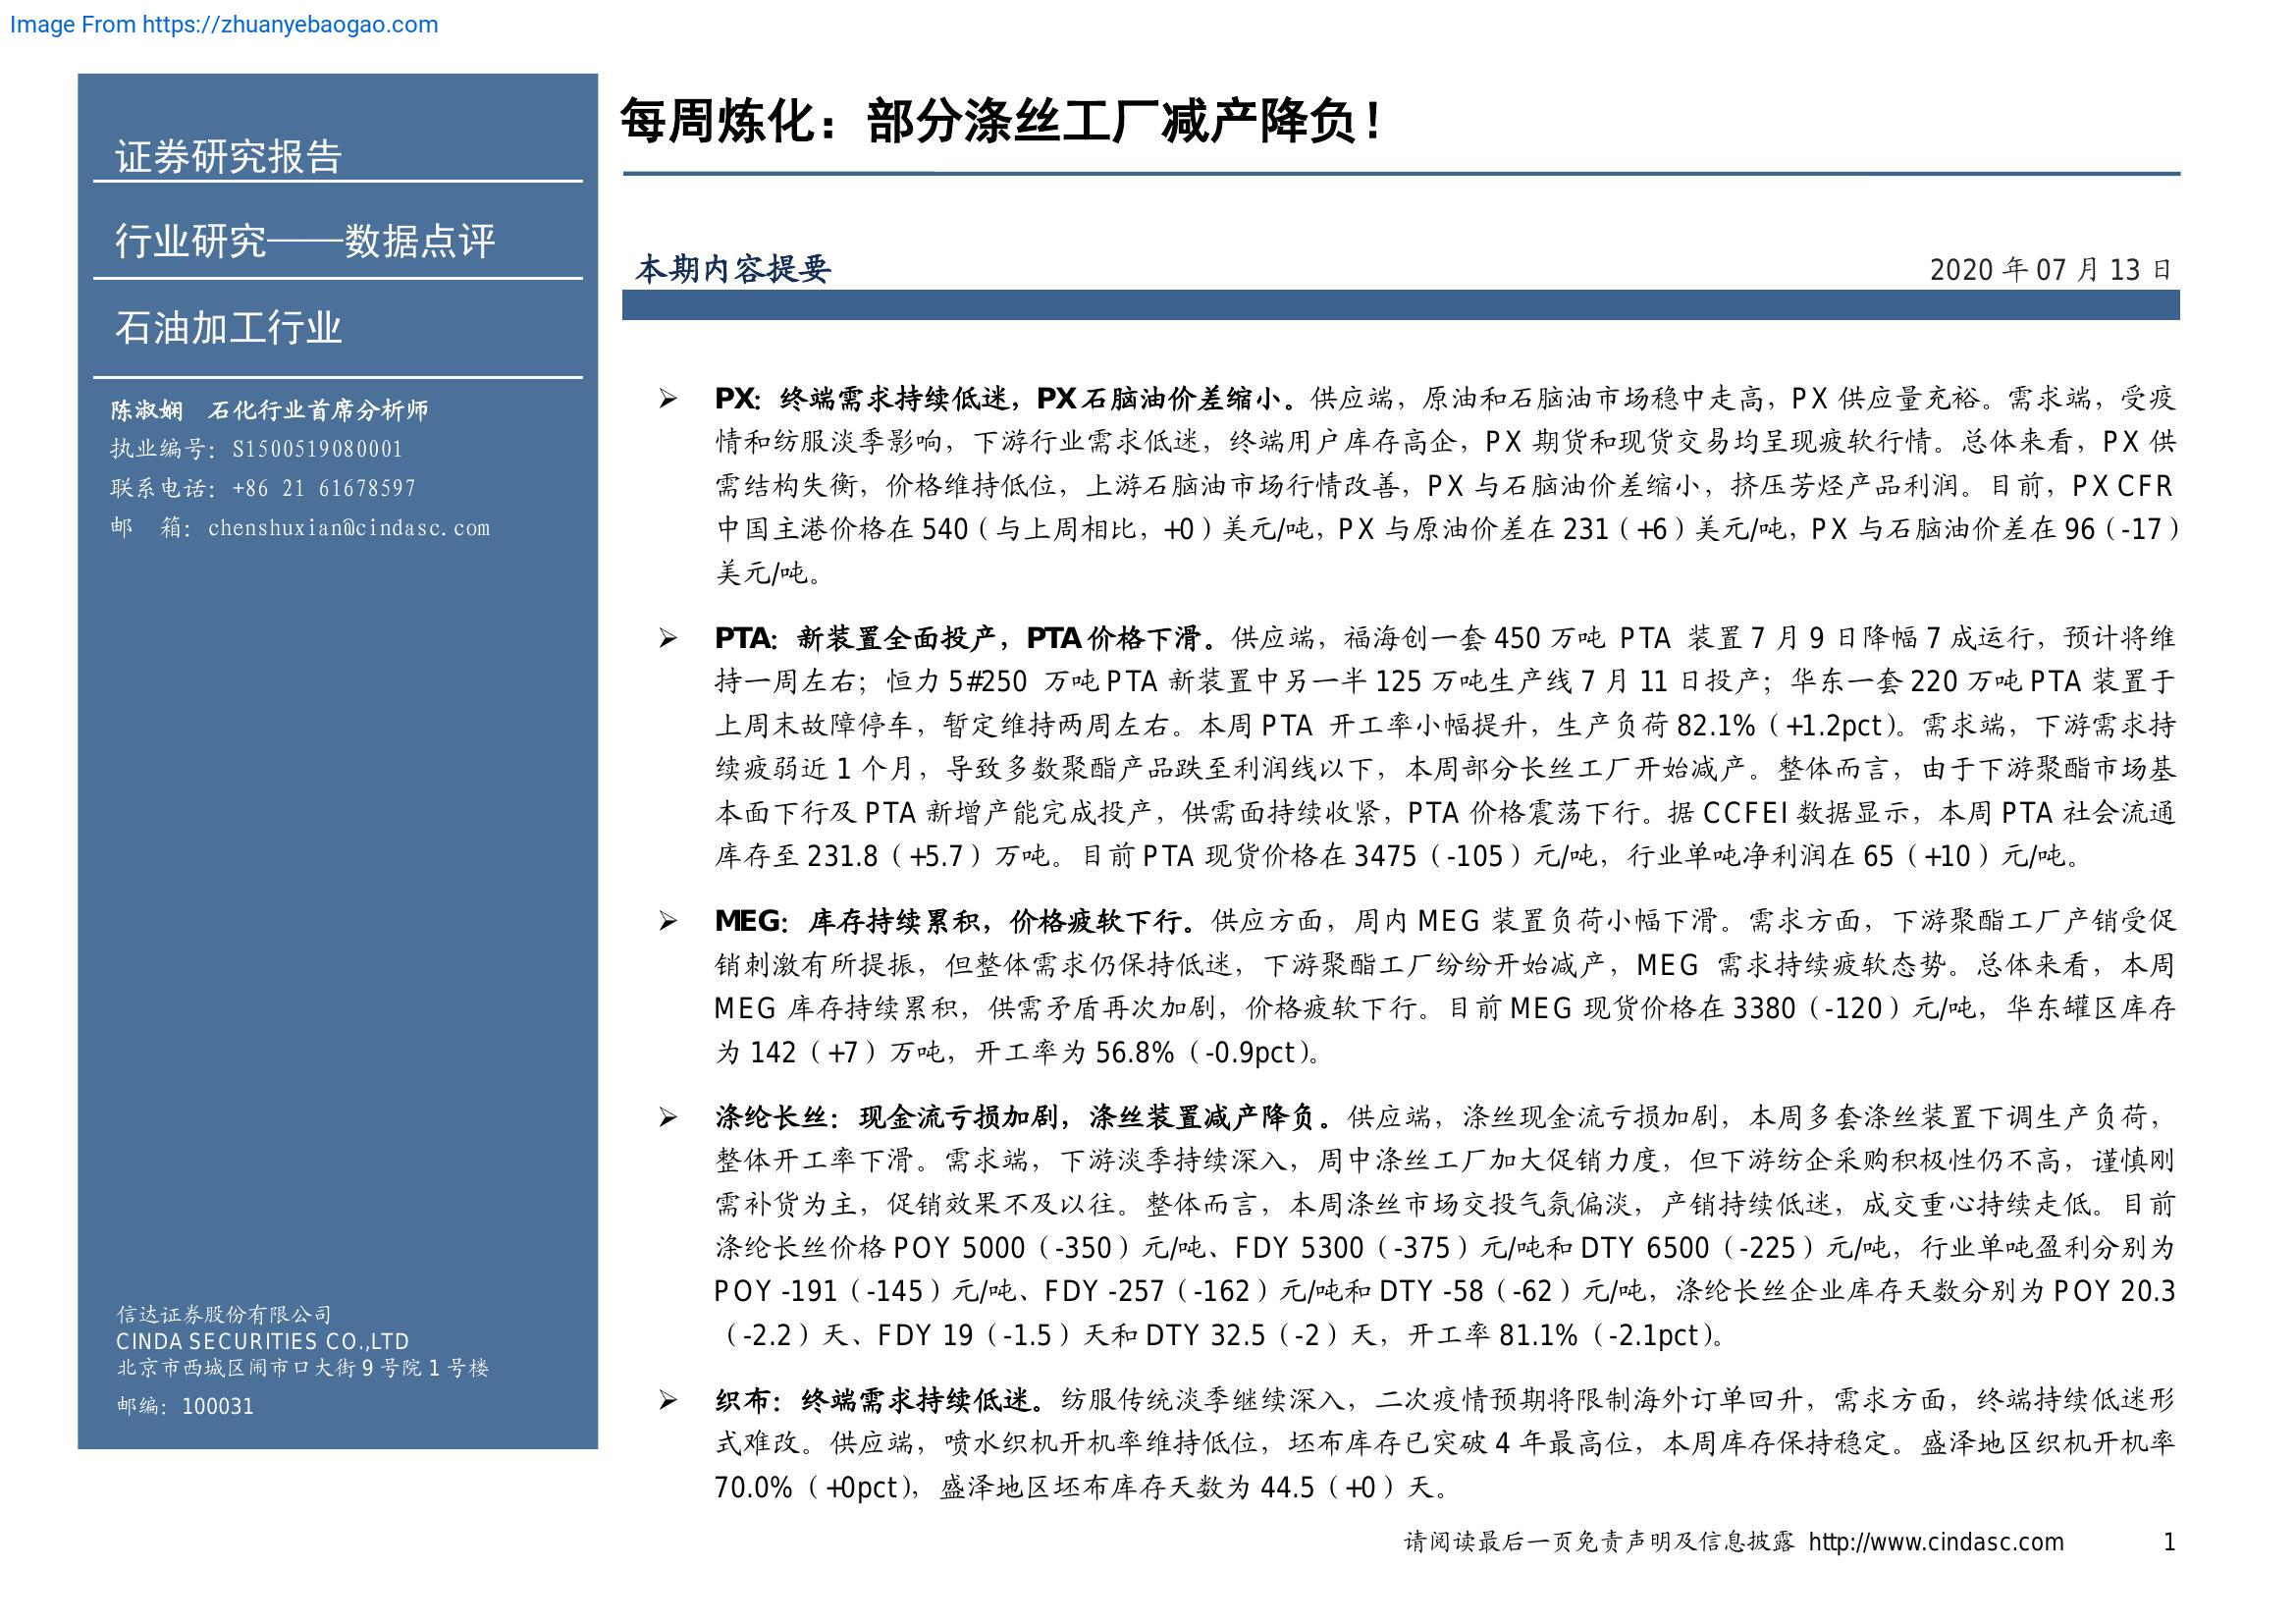 Image From https://zhuanyebaogao.com
证券研究报告
行业研究——数据点评
石油加工行业
陈淑娴 石化行业首席分析师
执业编号：S1500519080001
联系电话：+86 21 61678597
邮 箱：chenshuxian@cindasc.com
信达证券股份有限公司
CINDA SECURITIES CO.,LTD
北京市西城区闹市口大街 9 号院 1 号楼
邮编：100031
每周炼化：部分涤丝工厂减产降负！
本期内容提要
2020 年 07 月 13 日
➢ PX：终端需求持续低迷，PX 石脑油价差缩小。供应端，原油和石脑油市场稳中走高，PX 供应量充裕。需求端，受疫
情和纺服淡季影响，下游行业需求低迷，终端用户库存高企，PX 期货和现货交易均呈现疲软行情。总体来看，PX 供
需结构失衡，价格维持低位，上游石脑油市场行情改善，PX 与石脑油价差缩小，挤压芳烃产品利润。目前，PX CFR
中国主港价格在 540（与上周相比，+0）美元/吨，PX 与原油价差在 231（+6）美元/吨，PX 与石脑油价差在 96（-17）
美元/吨。
➢ PTA：新装置全面投产，PTA 价格下滑。供应端，福海创一套 450 万吨 PTA 装置 7 月 9 日降幅 7 成运行，预计将维
持一周左右；恒力 5#250 万吨 PTA 新装置中另一半 125 万吨生产线 7 月 11 日投产；华东一套 220 万吨 PTA 装置于
上周末故障停车，暂定维持两周左右。本周 PTA 开工率小幅提升，生产负荷 82.1%（+1.2pct）。需求端，下游需求持
续疲弱近 1 个月，导致多数聚酯产品跌至利润线以下，本周部分长丝工厂开始减产。整体而言，由于下游聚酯市场基
本面下行及 PTA 新增产能完成投产，供需面持续收紧，PTA 价格震荡下行。据 CCFEI 数据显示，本周 PTA 社会流通
库存至 231.8（+5.7）万吨。目前 PTA 现货价格在 3475（-105）元/吨，行业单吨净利润在 65（+10）元/吨。
➢ MEG：库存持续累积，价格疲软下行。供应方面，周内 MEG 装置负荷小幅下滑。需求方面，下游聚酯工厂产销受促
销刺激有所提振，但整体需求仍保持低迷，下游聚酯工厂纷纷开始减产，MEG 需求持续疲软态势。总体来看，本周
MEG 库存持续累积，供需矛盾再次加剧，价格疲软下行。目前 MEG 现货价格在 3380（-120）元/吨，华东罐区库存
为 142（+7）万吨，开工率为 56.8%（-0.9pct）。
➢ 涤纶长丝：现金流亏损加剧，涤丝装置减产降负。供应端，涤丝现金流亏损加剧，本周多套涤丝装置下调生产负荷，
整体开工率下滑。需求端，下游淡季持续深入，周中涤丝工厂加大促销力度，但下游纺企采购积极性仍不高，谨慎刚
需补货为主，促销效果不及以往。整体而言，本周涤丝市场交投气氛偏淡，产销持续低迷，成交重心持续走低。目前
涤纶长丝价格 POY 5000（-350）元/吨、FDY 5300（-375）元/吨和 DTY 6500（-225）元/吨，行业单吨盈利分别为
POY -191（-145）元/吨、FDY -257（-162）元/吨和 DTY -58（-62）元/吨，涤纶长丝企业库存天数分别为 POY 20.3
（-2.2）天、FDY 19（-1.5）天和 DTY 32.5（-2）天，开工率 81.1%（-2.1pct）。
➢ 织布：终端需求持续低迷。纺服传统淡季继续深入，二次疫情预期将限制海外订单回升，需求方面，终端持续低迷形
式难改。供应端，喷水织机开机率维持低位，坯布库存已突破 4 年最高位，本周库存保持稳定。盛泽地区织机开机率
70.0%（+0pct），盛泽地区坯布库存天数为 44.5（+0）天。
请阅读最后一页免责声明及信息披露 http://www.cindasc.com 1